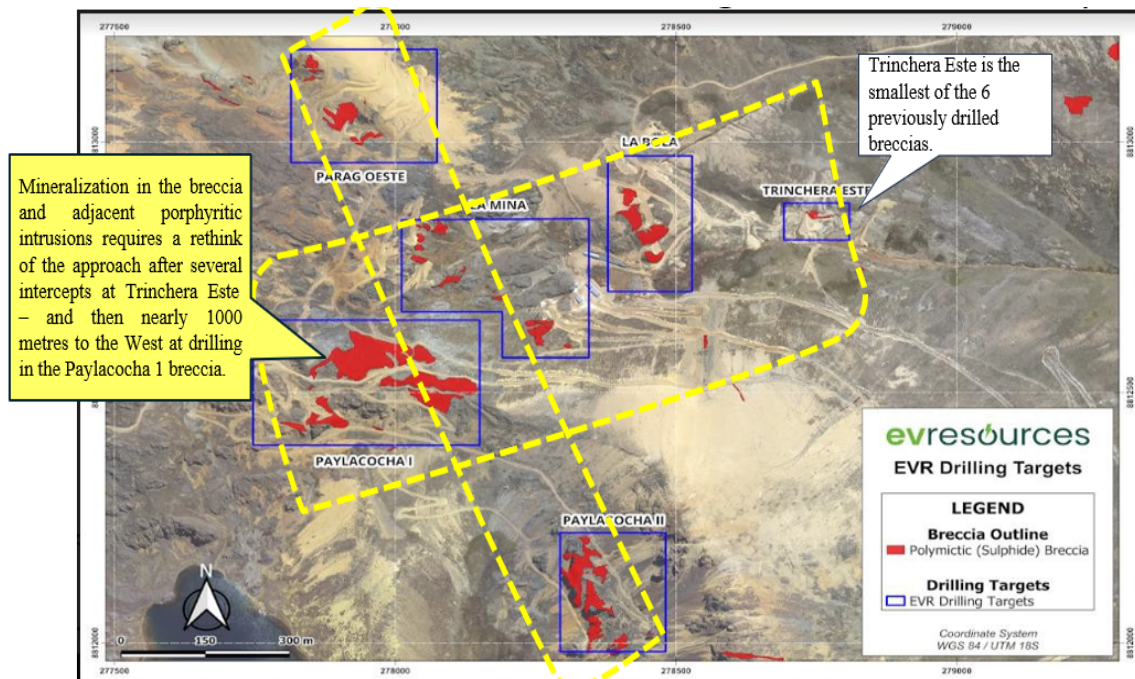 277500
278500
279000
Trinchera Este is the
smallest of the 6
previously drilled
breccias.
8813000
8813000
LA BOLA
PARAG OESTE
TRINCHERA ESTE
LA MINA
Mineralization in the breccia
and adjacent porphyritic
intrusions requires a rethink
of the approach after several
intercepts at Trinchera Este
– and then nearly 1000
metres to the West at drilling
in the Paylacocha 1 breccia.
8812500
PAYLACOCHA I
PAYLACOCHA II
evresources
EVR Drilling Targets
LEGEND
Breccia Outline
Polymictic (Sulphide) Breccia
Drilling Targets
EVR Drilling Targets
Coordinate System
WGS 84 / UTM 18S
N
0 150 300 m
8812000
8812000
277500
278000
278500
279000